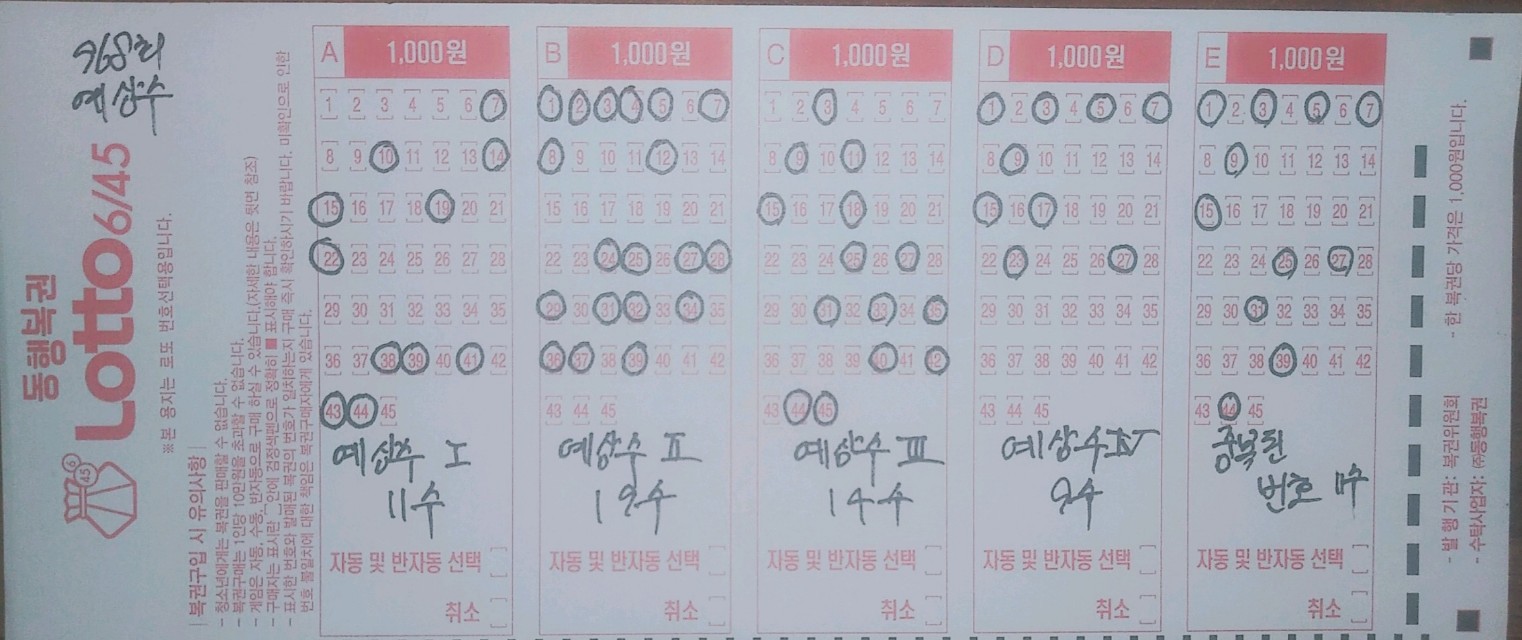 968회
예상수
동행복권
Lotto6/45
※본 용지는 로또 번호선택용입니다.
복권구입 시 유의사항
- 청소년에게는 복권을 판매할 수 없습니다.
- 복권구매는 1인당 10만원을 초과할 수 없습니다.
- 게임은 자동, 수동, 반자동으로 구매 하실 수 있습니다.(자세한 내용은 뒷면 참조)
- 구매자는 표시란 안에 검정색펜으로 정확히 표시해야 합니다.
- 표시한 번호와 발매된 복권의 번호가 일치하는지 구매 즉시 확인하시기 바랍니다. 미확인으로 인한
번호 불일치에 대한 책임은 복권구매자에게 있습니다.
A 1,000원
1 2 3 4 5 6 7
8 9 10 11 12 13 14
15 16 17 18 19 20 21
22 23 24 25 26 27 28
29 30 31 32 33 34 35
36 37 38 39 40 41 42
43 44 45
예상수 I
11수
자동 및 반자동 선택
취소
B 1,000원
1 2 3 4 5 6 7
8 9 10 11 12 13 14
15 16 17 18 19 20 21
22 23 24 25 26 27 28
29 30 31 32 33 34 35
36 37 38 39 40 41 42
43 44 45
예상수 II
19수
자동 및 반자동 선택
취소
C 1,000원
1 2 3 4 5 6 7
8 9 10 11 12 13 14
15 16 17 18 19 20 21
22 23 24 25 26 27 28
29 30 31 32 33 34 35
36 37 38 39 40 41 42
43 44 45
예상수 III
14수
자동 및 반자동 선택
취소
D 1,000원
1 2 3 4 5 6 7
8 9 10 11 12 13 14
15 16 17 18 19 20 21
22 23 24 25 26 27 28
29 30 31 32 33 34 35
36 37 38 39 40 41 42
43 44 45
예상수 IV
9수
자동 및 반자동 선택
취소
E 1,000원
1 2 3 4 5 6 7
8 9 10 11 12 13 14
15 16 17 18 19 20 21
22 23 24 25 26 27 28
29 30 31 32 33 34 35
36 37 38 39 40 41 42
43 44 45
중복된
번호
자동 및 반자동 선택
취소
- 한 복권당 가격은 1,000원입니다.
- 발 행 기 관: 복권위원회
- 수탁사업자: ㈜동행복권